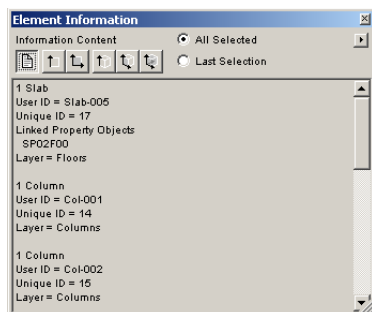 Element Information
Information Content
All Selected
Last Selection
1 Slab
User ID = Slab-005
Unique ID = 17
Linked Property Objects
SP02F00
Layer = Floors
1 Column
User ID = Col-001
Unique ID = 14
Layer = Columns
1 Column
User ID = Col-002
Unique ID = 15
Layer = Columns